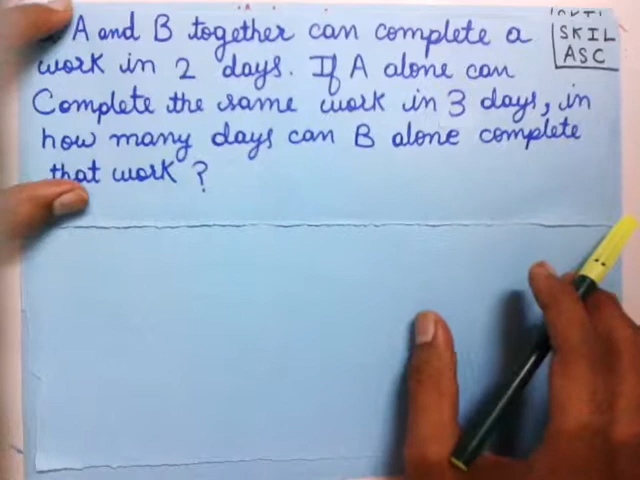 A and B together can complete a
work in 2 days. If A alone can
Complete the same work in 3 days, in
how many days can B alone complete
that work ?
SKIL
ASC